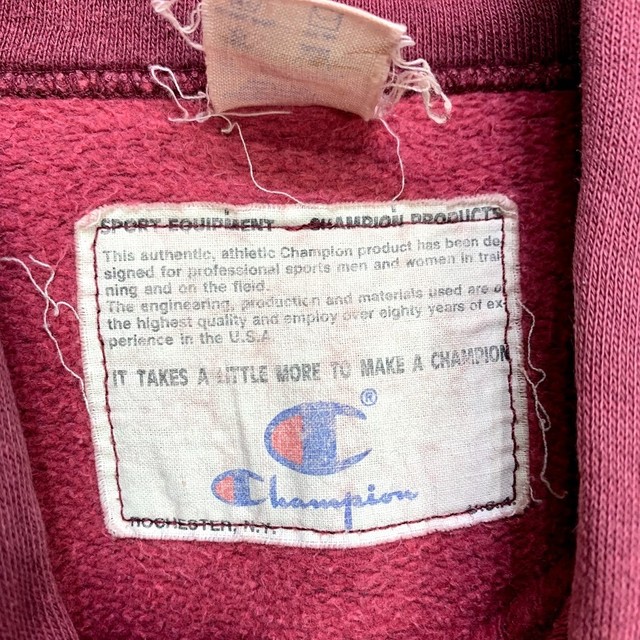 SPORT EQUIPMENT CHAMPION PRODUCTS
This authentic, athletic Champion product has been de-
signed for professional sports men and women in trai-
ning and on the field.
The engineering, production and materials used are of
the highest quality and employ over eighty years of ex-
perience in the U.S.A.
IT TAKES A LITTLE MORE TO MAKE A CHAMPION
®
Champion
ROCHESTER, N.Y.